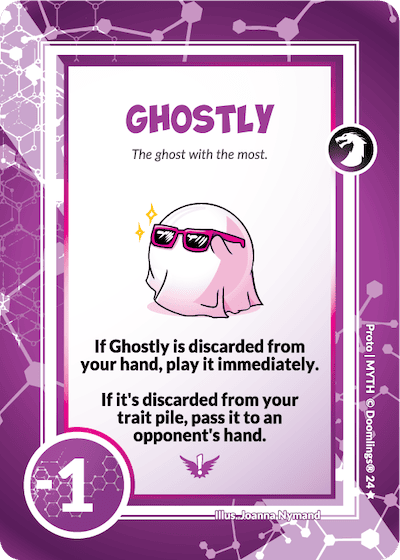 GHOSTLY
The ghost with the most.
If Ghostly is discarded from
your hand, play it immediately.
If it's discarded from your
trait pile, pass it to an
opponent's hand.
!
-1
Proto | MYTH © Doomlings® 24★
Illus. Joanna Nymand